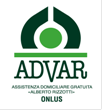 ADVAR
ASSISTENZA DOMICILIARE GRATUITA
«ALBERTO RIZZOTTI»
ONLUS